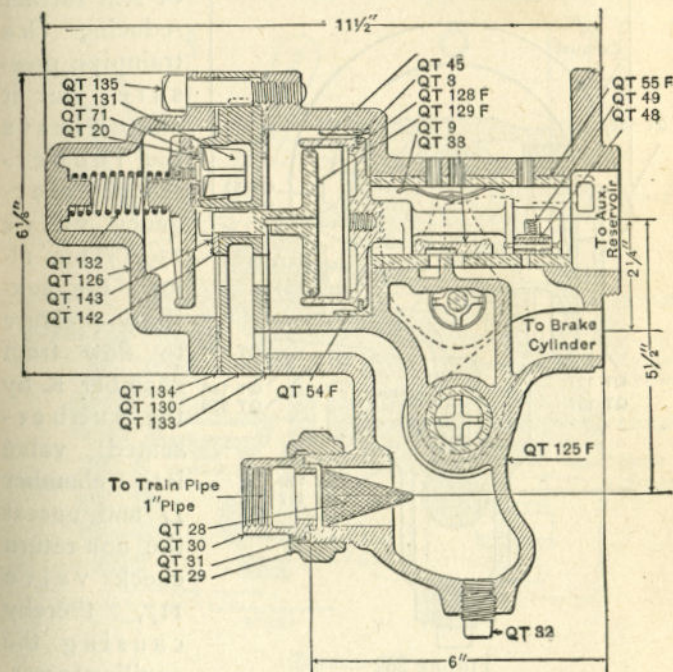 11½"
QT 135
QT 131
QT 71
QT 20
QT 45
QT 3
QT 128 F
QT 129 F
QT 9
QT 38
QT 55 F
QT 49
QT 48
6⅛"
To Aux.
Reservoir
2¼"
QT 132
QT 126
QT 143
QT 142
To Brake
Cylinder
5½"
QT 134
QT 130
QT 133
QT 54 F
QT 125 F
To Train Pipe
1" Pipe
QT 28
QT 30
QT 31
QT 29
QT 32
6"